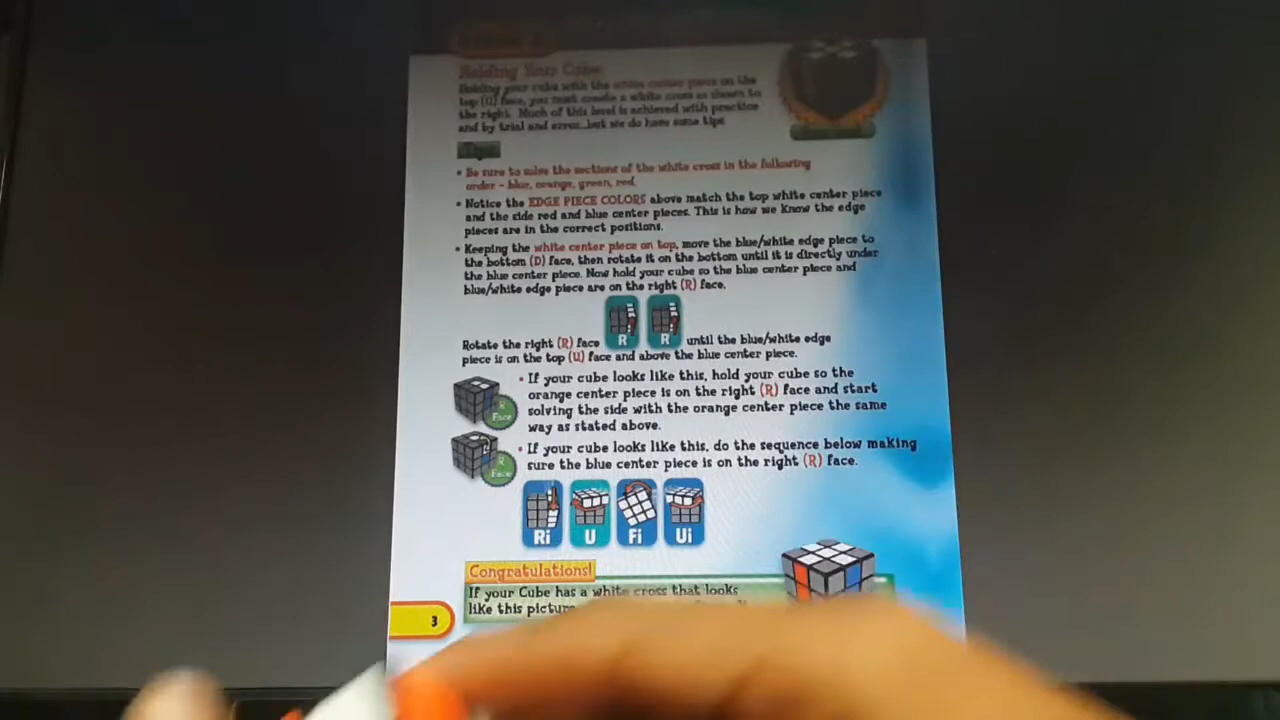 Holding Your Cube
Holding your cube with the white center piece on the
top (U) face, you must create a white cross as shown to
the right. Much of this level is achieved with practice
and by trial and error...but we do have some tips
• Be sure to solve the sections of the white cross in the following
order - blue, orange, green, red.
• Notice the EDGE PIECE COLORS above match the top white center piece
and the side red and blue center pieces. This is how we know the edge
pieces are in the correct positions.
• Keeping the white center piece on top, move the blue/white edge piece to
the bottom (D) face, then rotate it on the bottom until it is directly under
the blue center piece. Now hold your cube so the blue center piece and
blue/white edge piece are on the right (R) face.
R R
Rotate the right (R) face until the blue/white edge
piece is on the top (U) face and above the blue center piece.
• If your cube looks like this, hold your cube so the
orange center piece is on the right (R) face and start
solving the side with the orange center piece the same
way as stated above.
R
Face
• If your cube looks like this, do the sequence below making
sure the blue center piece is on the right (R) face.
R
Face
Ri U Fi Ui
Congratulations!
If your Cube has a white cross that looks
like this picture
3